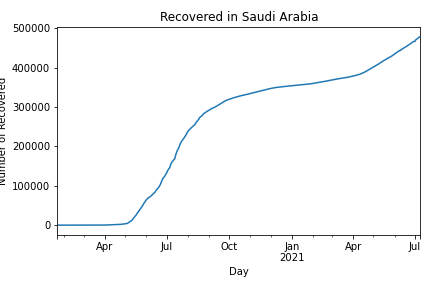 Recovered in Saudi Arabia
500000
400000
300000
200000
100000
0
Number of Recovered
Apr Jul Oct Jan Apr Jul
2021
Day